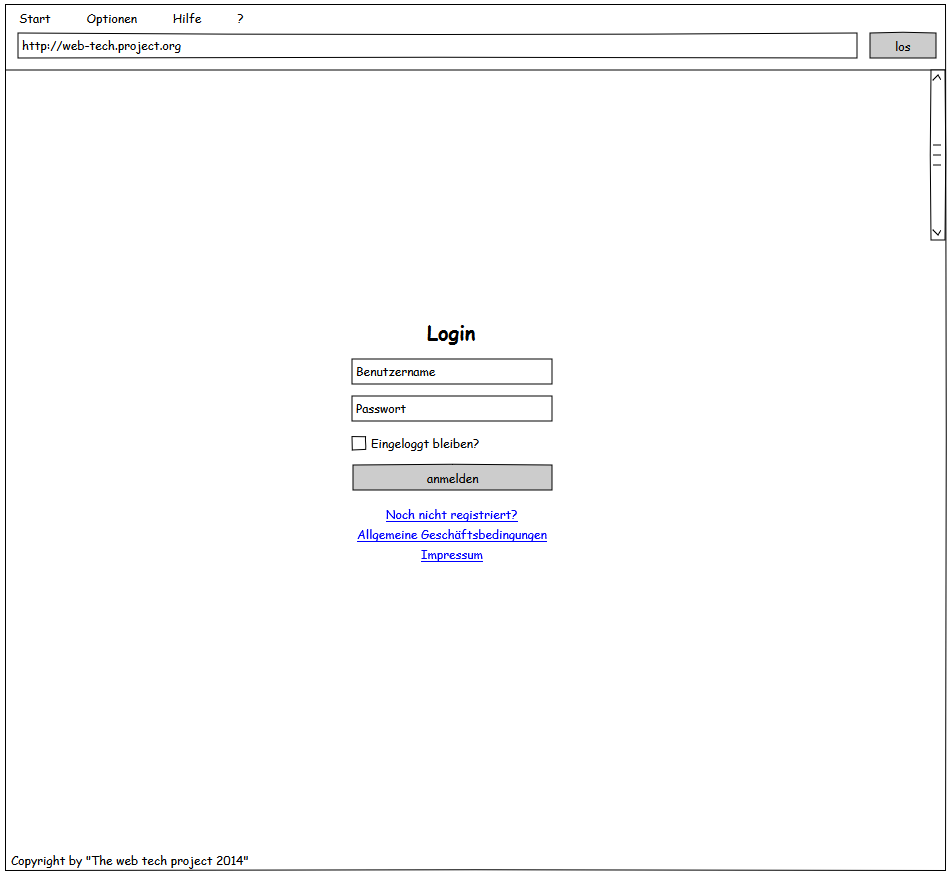 Start Optionen Hilfe ?
http://web-tech.project.org los
Login
Benutzername
Passwort
Eingeloggt bleiben?
anmelden
Noch nicht registriert?
Allgemeine Geschäftsbedingungen
Impressum
Copyright by "The web tech project 2014"